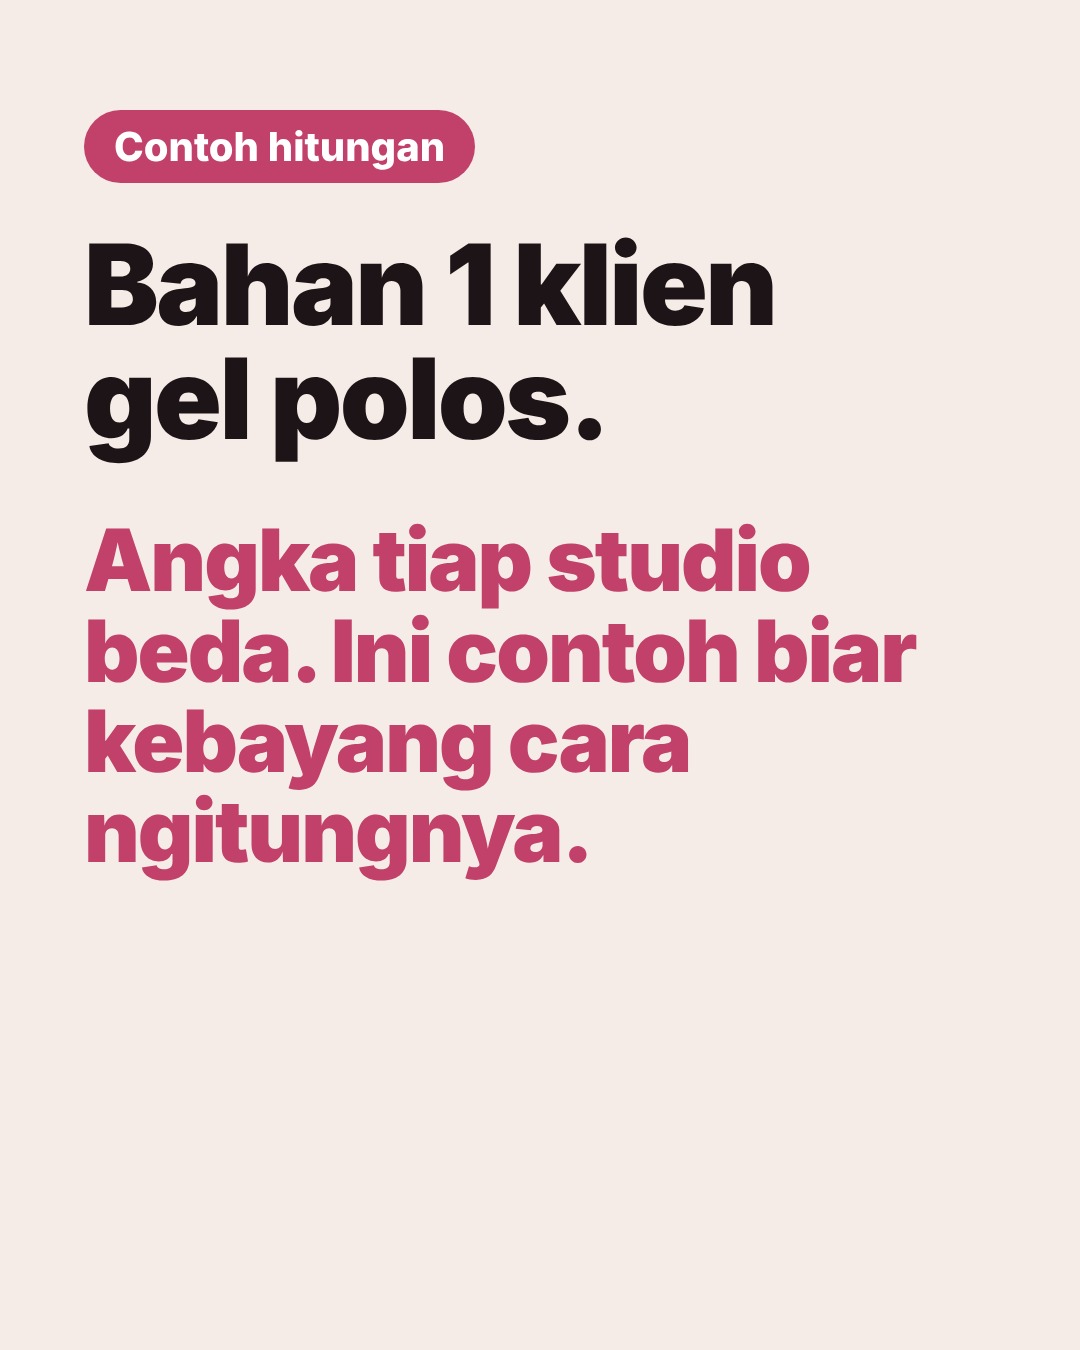 Contoh hitungan
Bahan 1 klien
gel polos.
Angka tiap studio
beda. Ini contoh biar
kebayang cara
ngitungnya.